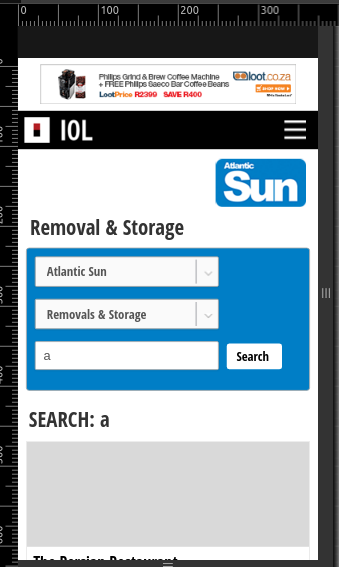 0 100 200 300
Philips Grind & Brew Coffee Machine
+ FREE Philips Saeco Bar Coffee Beans
LootPrice R2399 SAVE R400
loot.co.za
SHOP NOW
IOL
Atlantic
Sun
Removal & Storage
Atlantic Sun
Removals & Storage
a
Search
SEARCH: a
The Persian Restaurant